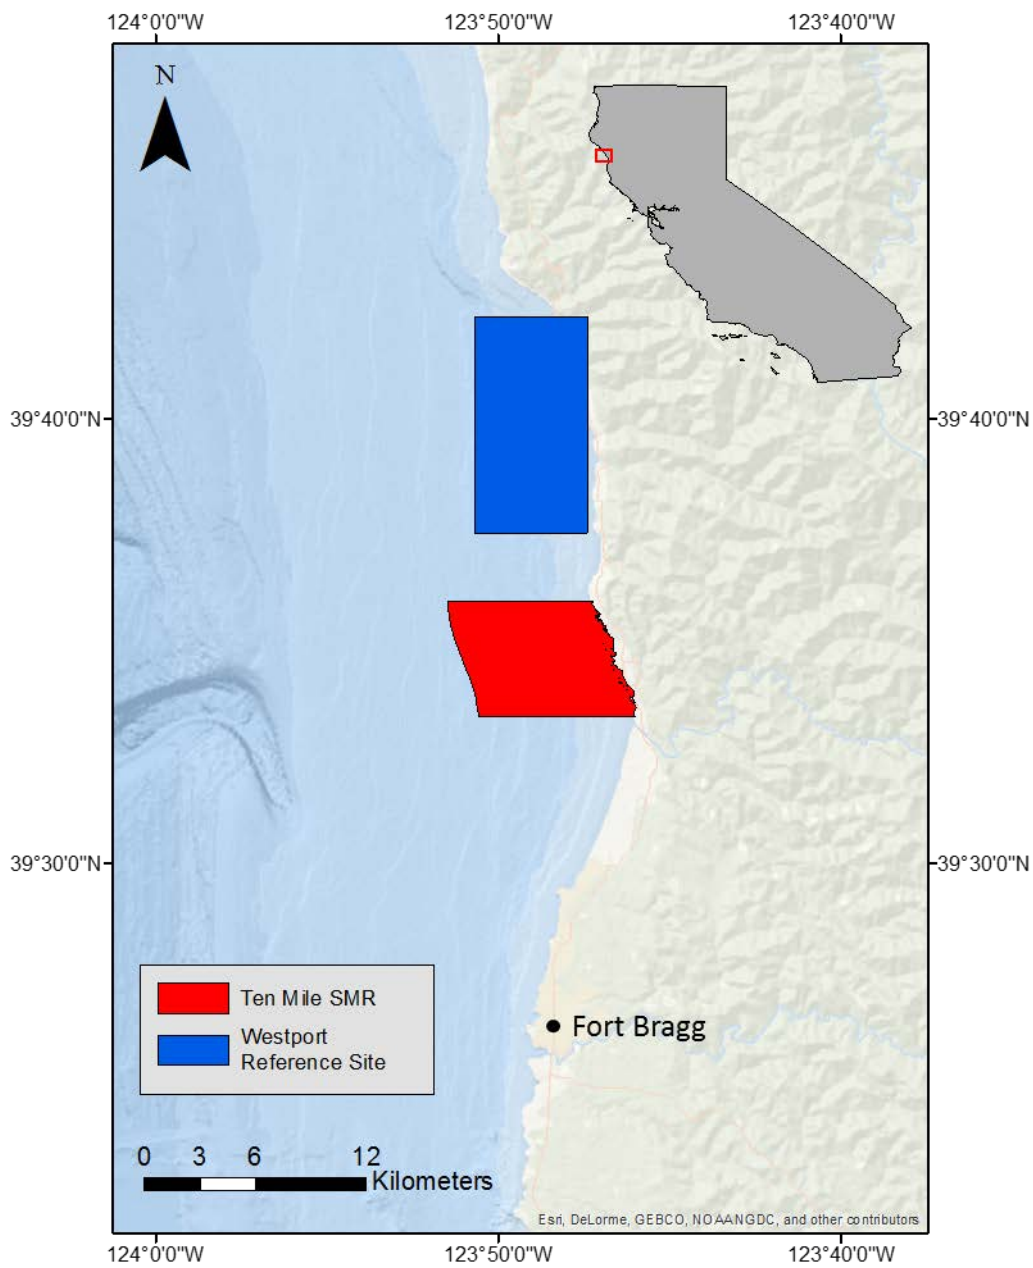 124°0'0"W 123°50'0"W 123°40'0"W
N
39°40'0"N 39°40'0"N
39°30'0"N 39°30'0"N
Ten Mile SMR
Westport
Reference Site
Fort Bragg
0 3 6 12
Kilometers
Esri, DeLorme, GEBCO, NOAANGDC, and other contributors
124°0'0"W 123°50'0"W 123°40'0"W